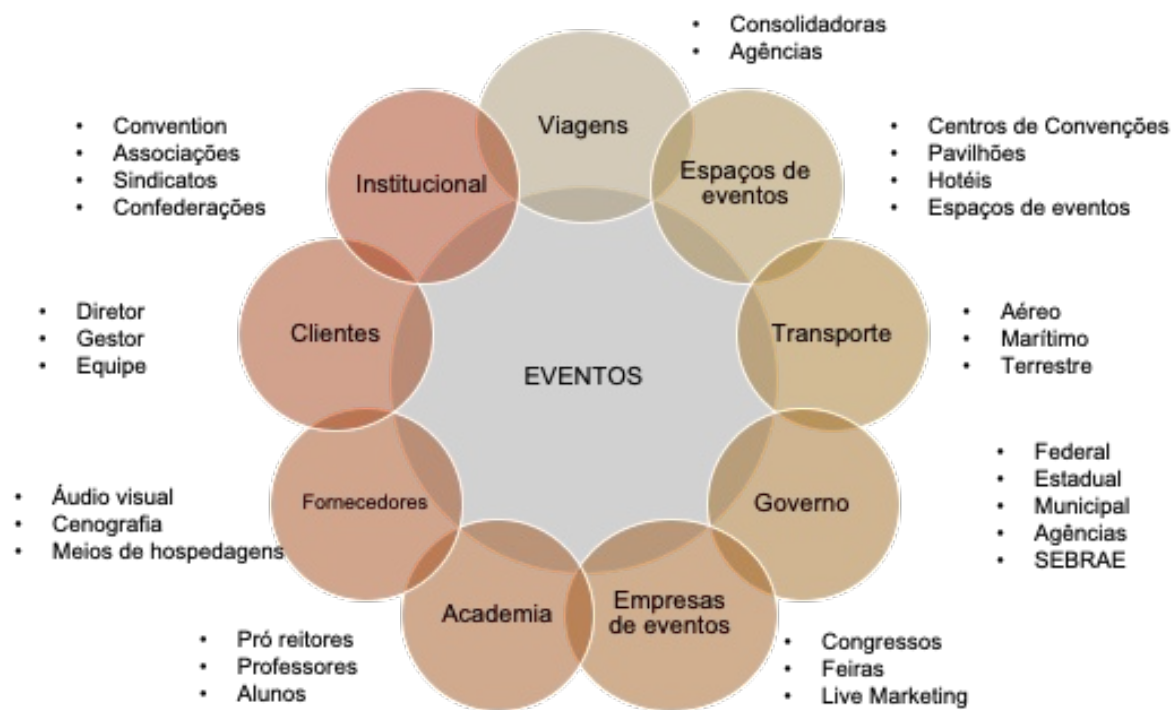 Viagens
• Consolidadoras
• Agências
Espaços de
eventos
• Centros de Convenções
• Pavilhões
• Hotéis
• Espaços de eventos
Transporte
• Aéreo
• Marítimo
• Terrestre
Governo
• Federal
• Estadual
• Municipal
• Agências
• SEBRAE
Empresas
de eventos
• Congressos
• Feiras
• Live Marketing
Academia
• Pró reitores
• Professores
• Alunos
Fornecedores
• Áudio visual
• Cenografia
• Meios de hospedagens
Clientes
• Diretor
• Gestor
• Equipe
Institucional
• Convention
• Associações
• Sindicatos
• Confederações
EVENTOS